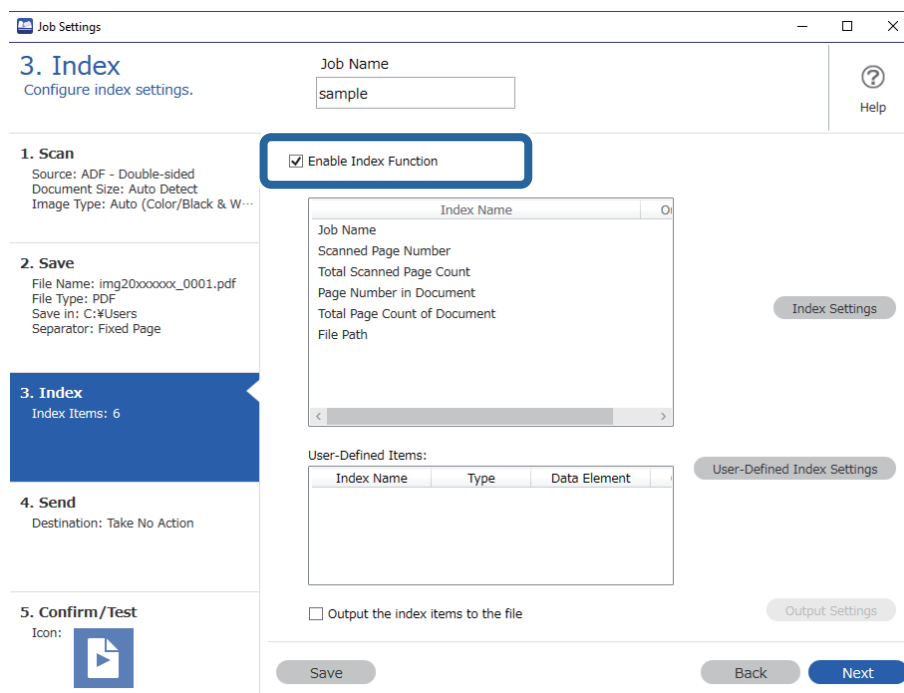 Job Settings
3. Index
Configure index settings.
Job Name
sample
?
Help
1. Scan
Source: ADF - Double-sided
Document Size: Auto Detect
Image Type: Auto (Color/Black & W…
2. Save
File Name: img20xxxxxx_0001.pdf
File Type: PDF
Save in: C:¥Users
Separator: Fixed Page
3. Index
Index Items: 6
4. Send
Destination: Take No Action
5. Confirm/Test
Icon:
Enable Index Function
Index Name
Job Name
Scanned Page Number
Total Scanned Page Count
Page Number in Document
Total Page Count of Document
File Path
Index Settings
User-Defined Items:
Index Name Type Data Element
User-Defined Index Settings
Output the index items to the file
Output Settings
Save
Back
Next